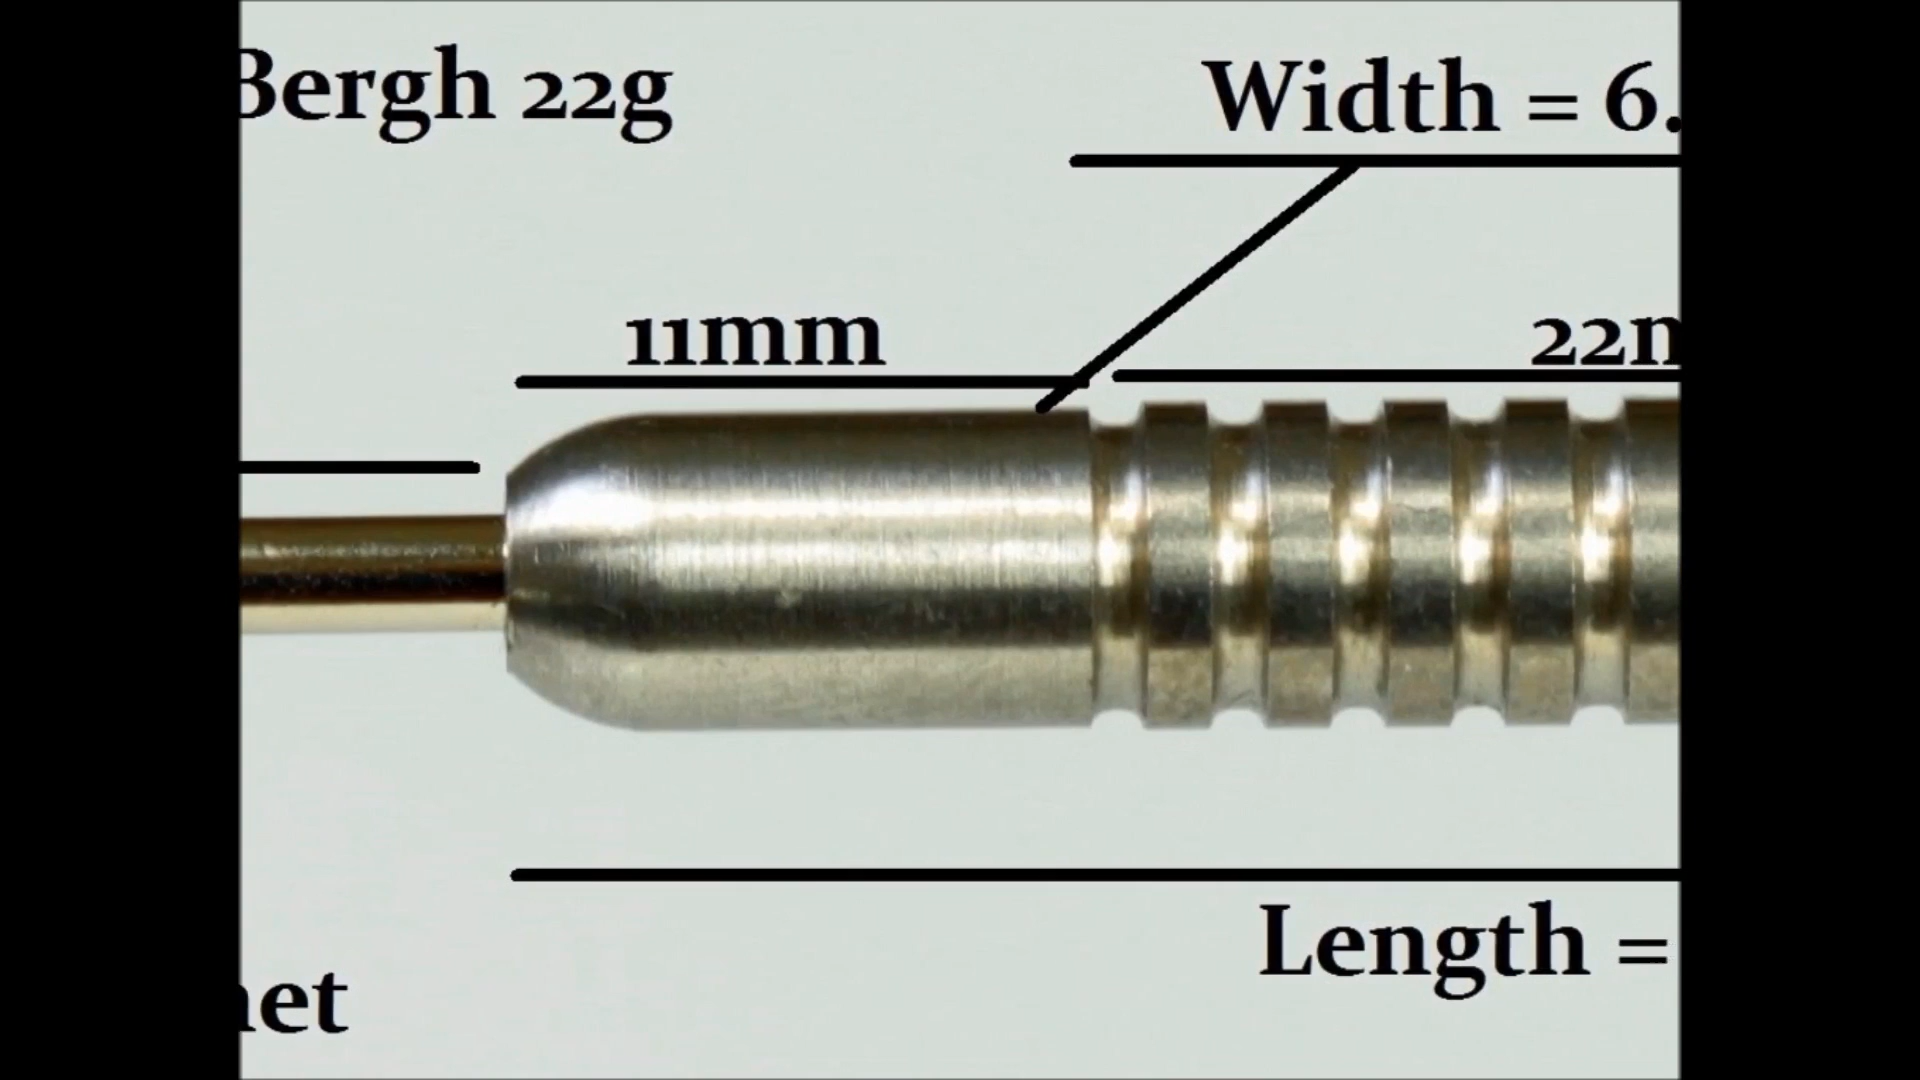 Bergh 22g
Width = 6.
11mm
22m
Length =
net